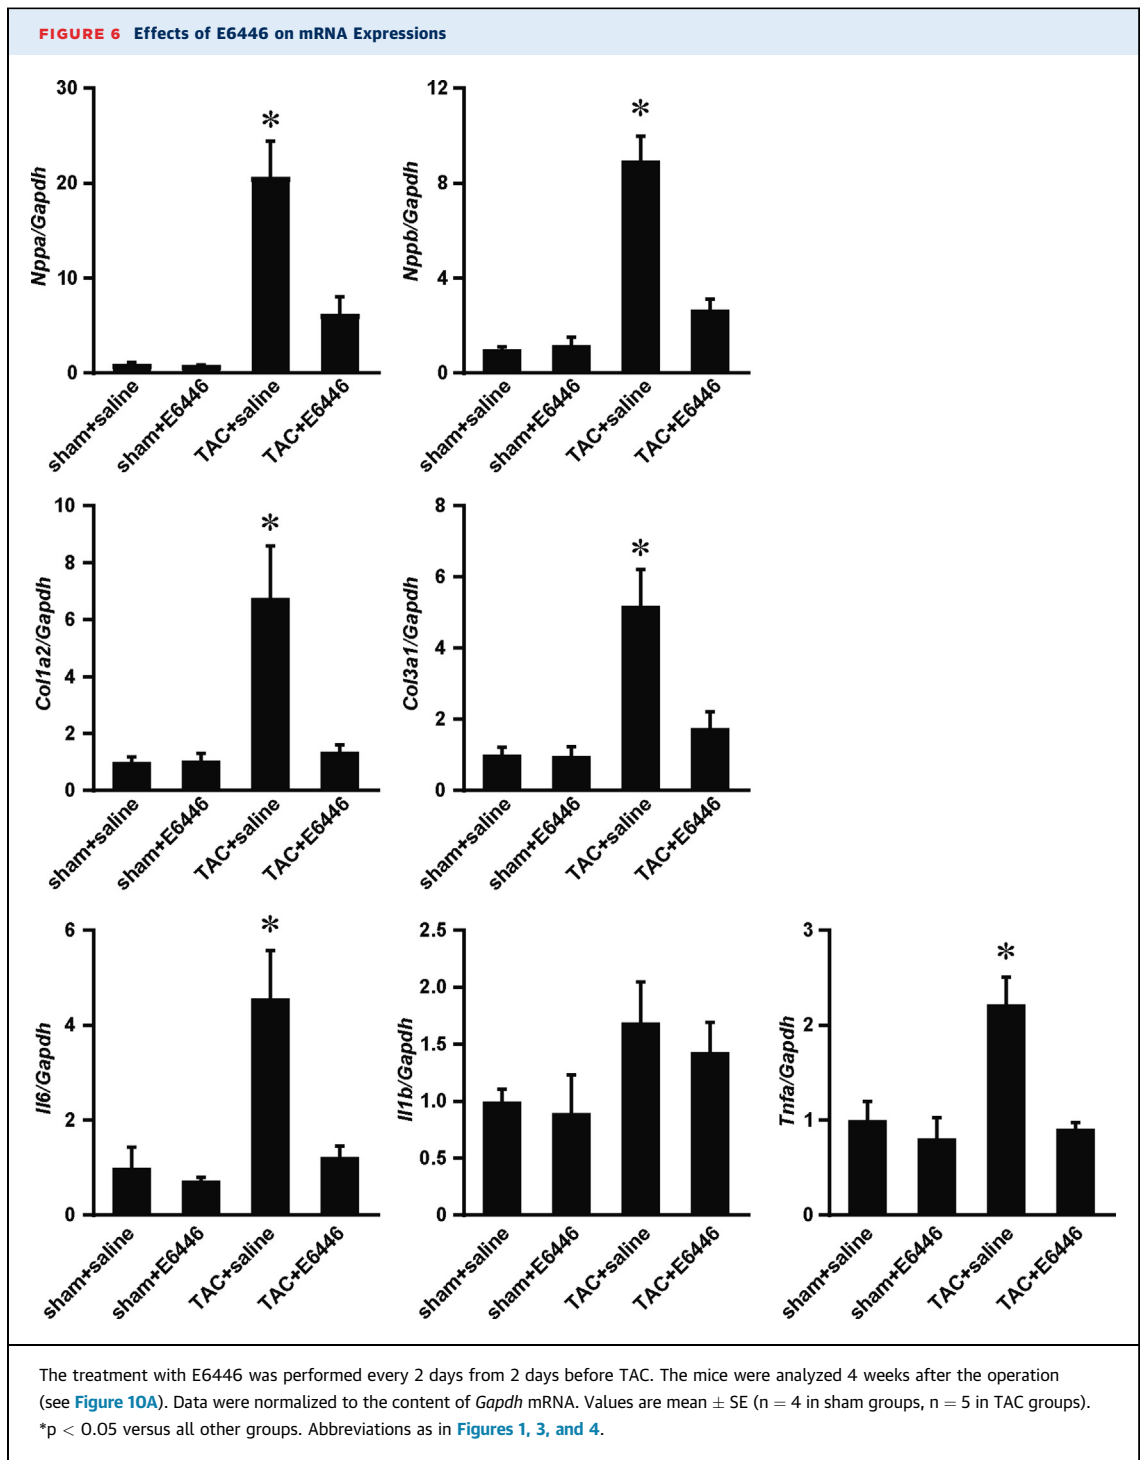 FIGURE 6 Effects of E6446 on mRNA Expressions
30
20
10
0
Nppa/Gapdh
*
sham+saline
sham+E6446
TAC+saline
TAC+E6446
12
8
4
0
Nppb/Gapdh
*
sham+saline
sham+E6446
TAC+saline
TAC+E6446
10
8
6
4
2
0
Col1a2/Gapdh
*
sham+saline
sham+E6446
TAC+saline
TAC+E6446
8
6
4
2
0
Col3a1/Gapdh
*
sham+saline
sham+E6446
TAC+saline
TAC+E6446
6
4
2
0
Il6/Gapdh
*
sham+saline
sham+E6446
TAC+saline
TAC+E6446
2.5
2.0
1.5
1.0
0.5
0
Il1b/Gapdh
sham+saline
sham+E6446
TAC+saline
TAC+E6446
3
2
1
0
Tnfa/Gapdh
*
sham+saline
sham+E6446
TAC+saline
TAC+E6446
The treatment with E6446 was performed every 2 days from 2 days before TAC. The mice were analyzed 4 weeks after the operation
(see Figure 10A). Data were normalized to the content of Gapdh mRNA. Values are mean ± SE (n = 4 in sham groups, n = 5 in TAC groups).
*p < 0.05 versus all other groups. Abbreviations as in Figures 1, 3, and 4.